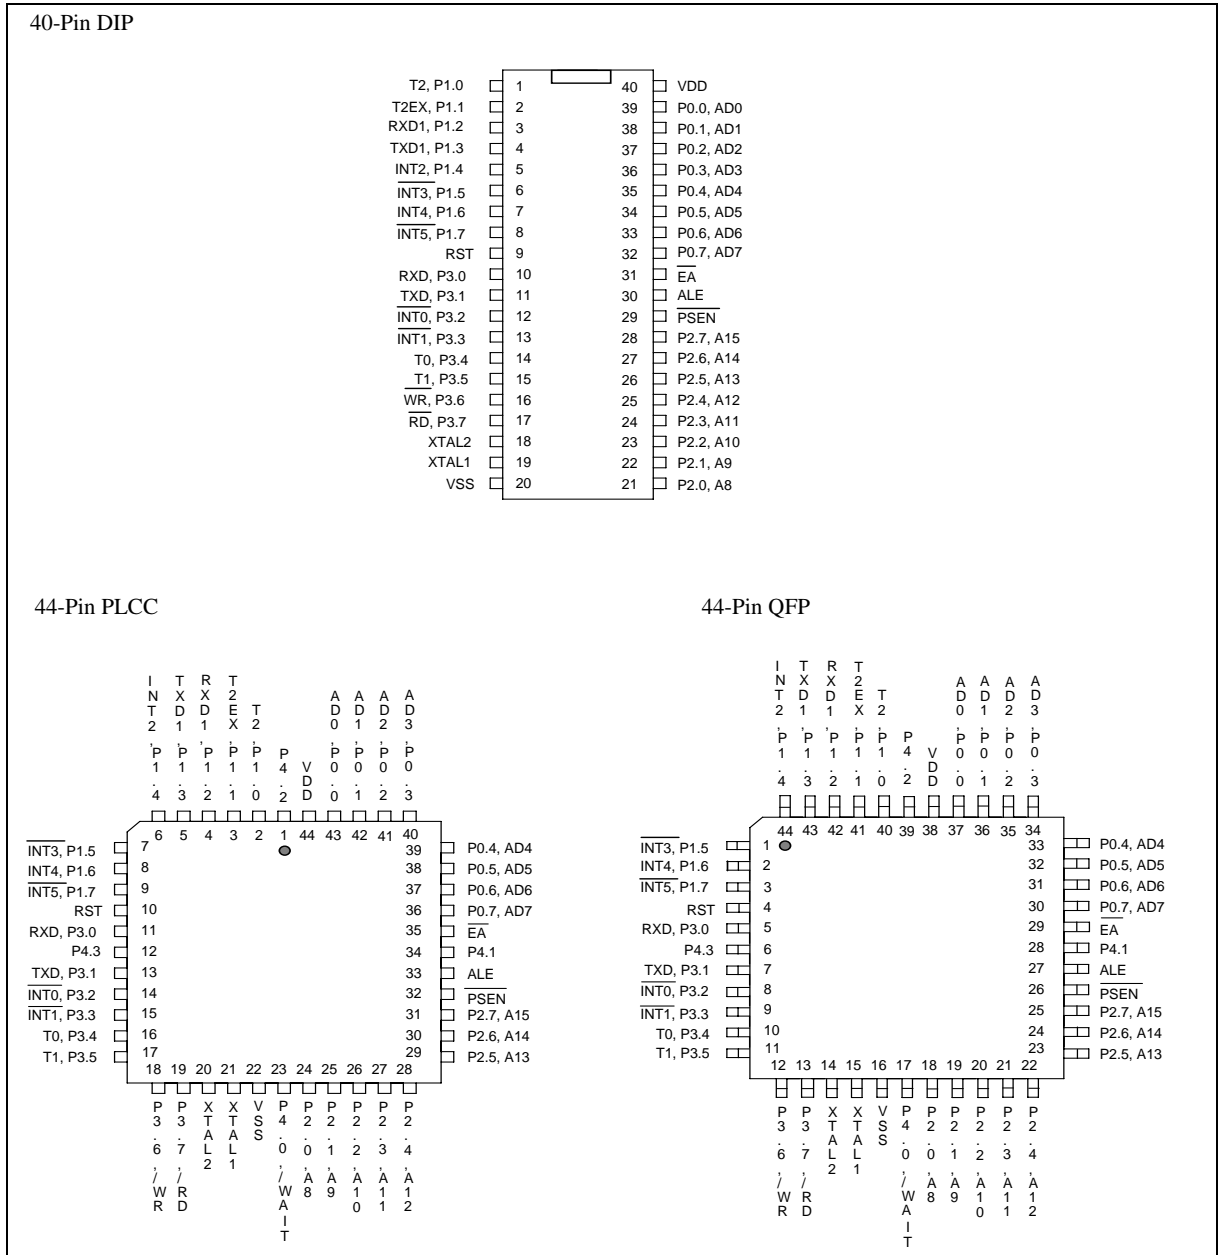 40-Pin DIP
T2, P1.0 1 40 VDD
T2EX, P1.1 2 39 P0.0, AD0
RXD1, P1.2 3 38 P0.1, AD1
TXD1, P1.3 4 37 P0.2, AD2
INT2, P1.4 5 36 P0.3, AD3
INT3, P1.5 6 35 P0.4, AD4
INT4, P1.6 7 34 P0.5, AD5
INT5, P1.7 8 33 P0.6, AD6
RST 9 32 P0.7, AD7
RXD, P3.0 10 31 EA
TXD, P3.1 11 30 ALE
INT0, P3.2 12 29 PSEN
INT1, P3.3 13 28 P2.7, A15
T0, P3.4 14 27 P2.6, A14
T1, P3.5 15 26 P2.5, A13
WR, P3.6 16 25 P2.4, A12
RD, P3.7 17 24 P2.3, A11
XTAL2 18 23 P2.2, A10
XTAL1 19 22 P2.1, A9
VSS 20 21 P2.0, A8
44-Pin PLCC
INT2, P1.4
TXD1, P1.3
RXD1, P1.2
T2EX, P1.1
T2, P1.0
P4.2
VDD
AD0, P0.0
AD1, P0.1
AD2, P0.2
AD3, P0.3
6 5 4 3 2 1 44 43 42 41 40
INT3, P1.5 7 39 P0.4, AD4
INT4, P1.6 8 38 P0.5, AD5
INT5, P1.7 9 37 P0.6, AD6
RST 10 36 P0.7, AD7
RXD, P3.0 11 35 EA
P4.3 12 34 P4.1
TXD, P3.1 13 33 ALE
INT0, P3.2 14 32 PSEN
INT1, P3.3 15 31 P2.7, A15
T0, P3.4 16 30 P2.6, A14
T1, P3.5 17 29 P2.5, A13
18 19 20 21 22 23 24 25 26 27 28
P3.6, /WR
P3.7, /RD
XTAL2
XTAL1
VSS
P4.0, /WAIT
P2.0, A8
P2.1, A9
P2.2, A10
P2.3, A11
P2.4, A12
44-Pin QFP
INT2, P1.4
TXD1, P1.3
RXD1, P1.2
T2EX, P1.1
T2, P1.0
P4.2
VDD
AD0, P0.0
AD1, P0.1
AD2, P0.2
AD3, P0.3
44 43 42 41 40 39 38 37 36 35 34
INT3, P1.5 1 33 P0.4, AD4
INT4, P1.6 2 32 P0.5, AD5
INT5, P1.7 3 31 P0.6, AD6
RST 4 30 P0.7, AD7
RXD, P3.0 5 29 EA
P4.3 6 28 P4.1
TXD, P3.1 7 27 ALE
INT0, P3.2 8 26 PSEN
INT1, P3.3 9 25 P2.7, A15
T0, P3.4 10 24 P2.6, A14
T1, P3.5 11 23 P2.5, A13
12 13 14 15 16 17 18 19 20 21 22
P3.6, /WR
P3.7, /RD
XTAL2
XTAL1
VSS
P4.0, /WAIT
P2.0, A8
P2.1, A9
P2.2, A10
P2.3, A11
P2.4, A12